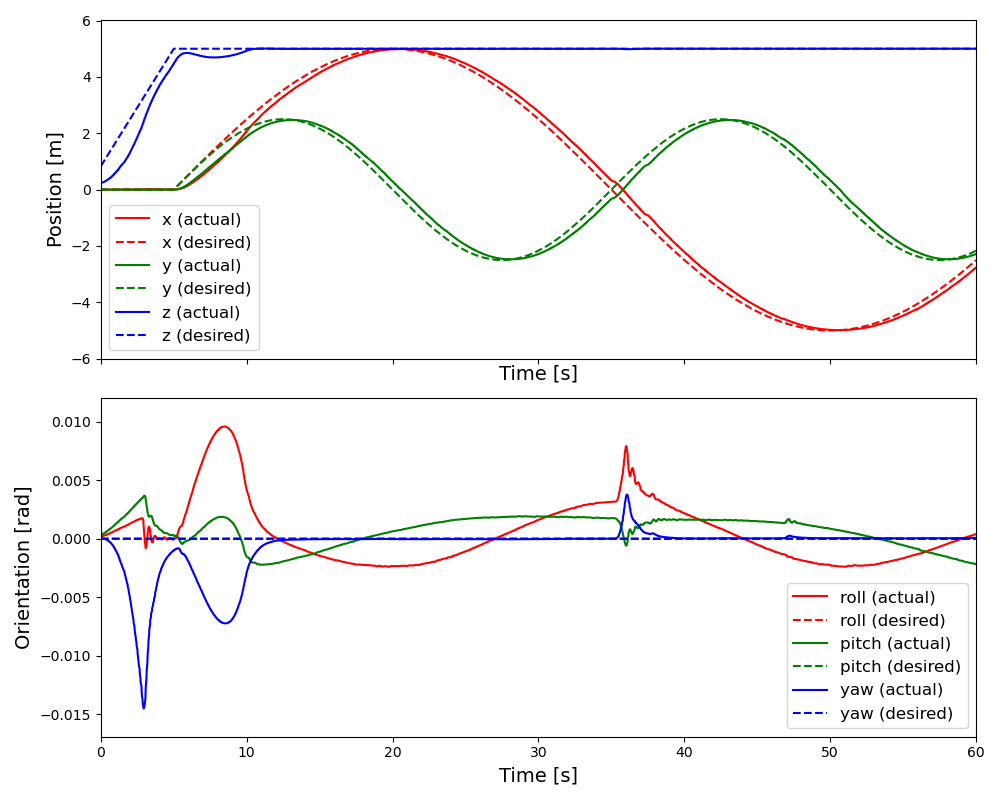 6
4
2
0
−2
−4
−6
Position [m]
x (actual)
x (desired)
y (actual)
y (desired)
z (actual)
z (desired)
Time [s]
0.010
0.005
0.000
−0.005
−0.010
−0.015
Orientation [rad]
roll (actual)
roll (desired)
pitch (actual)
pitch (desired)
yaw (actual)
yaw (desired)
0 10 20 30 40 50 60
Time [s]